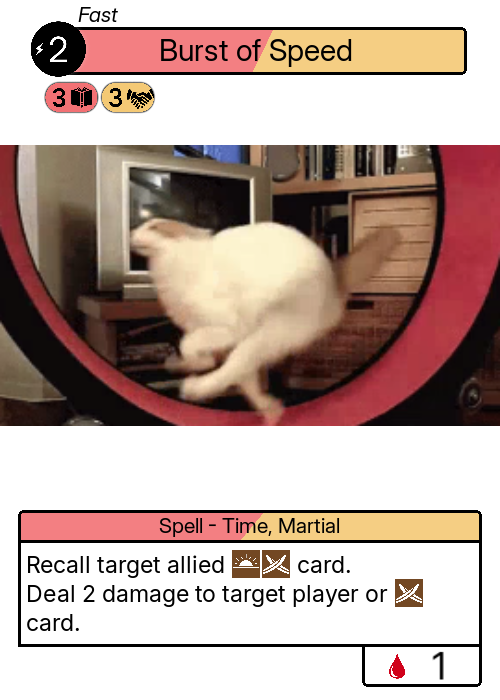 Fast
2
Burst of Speed
3 3
Spell - Time, Martial
Recall target allied card.
Deal 2 damage to target player or
card.
1